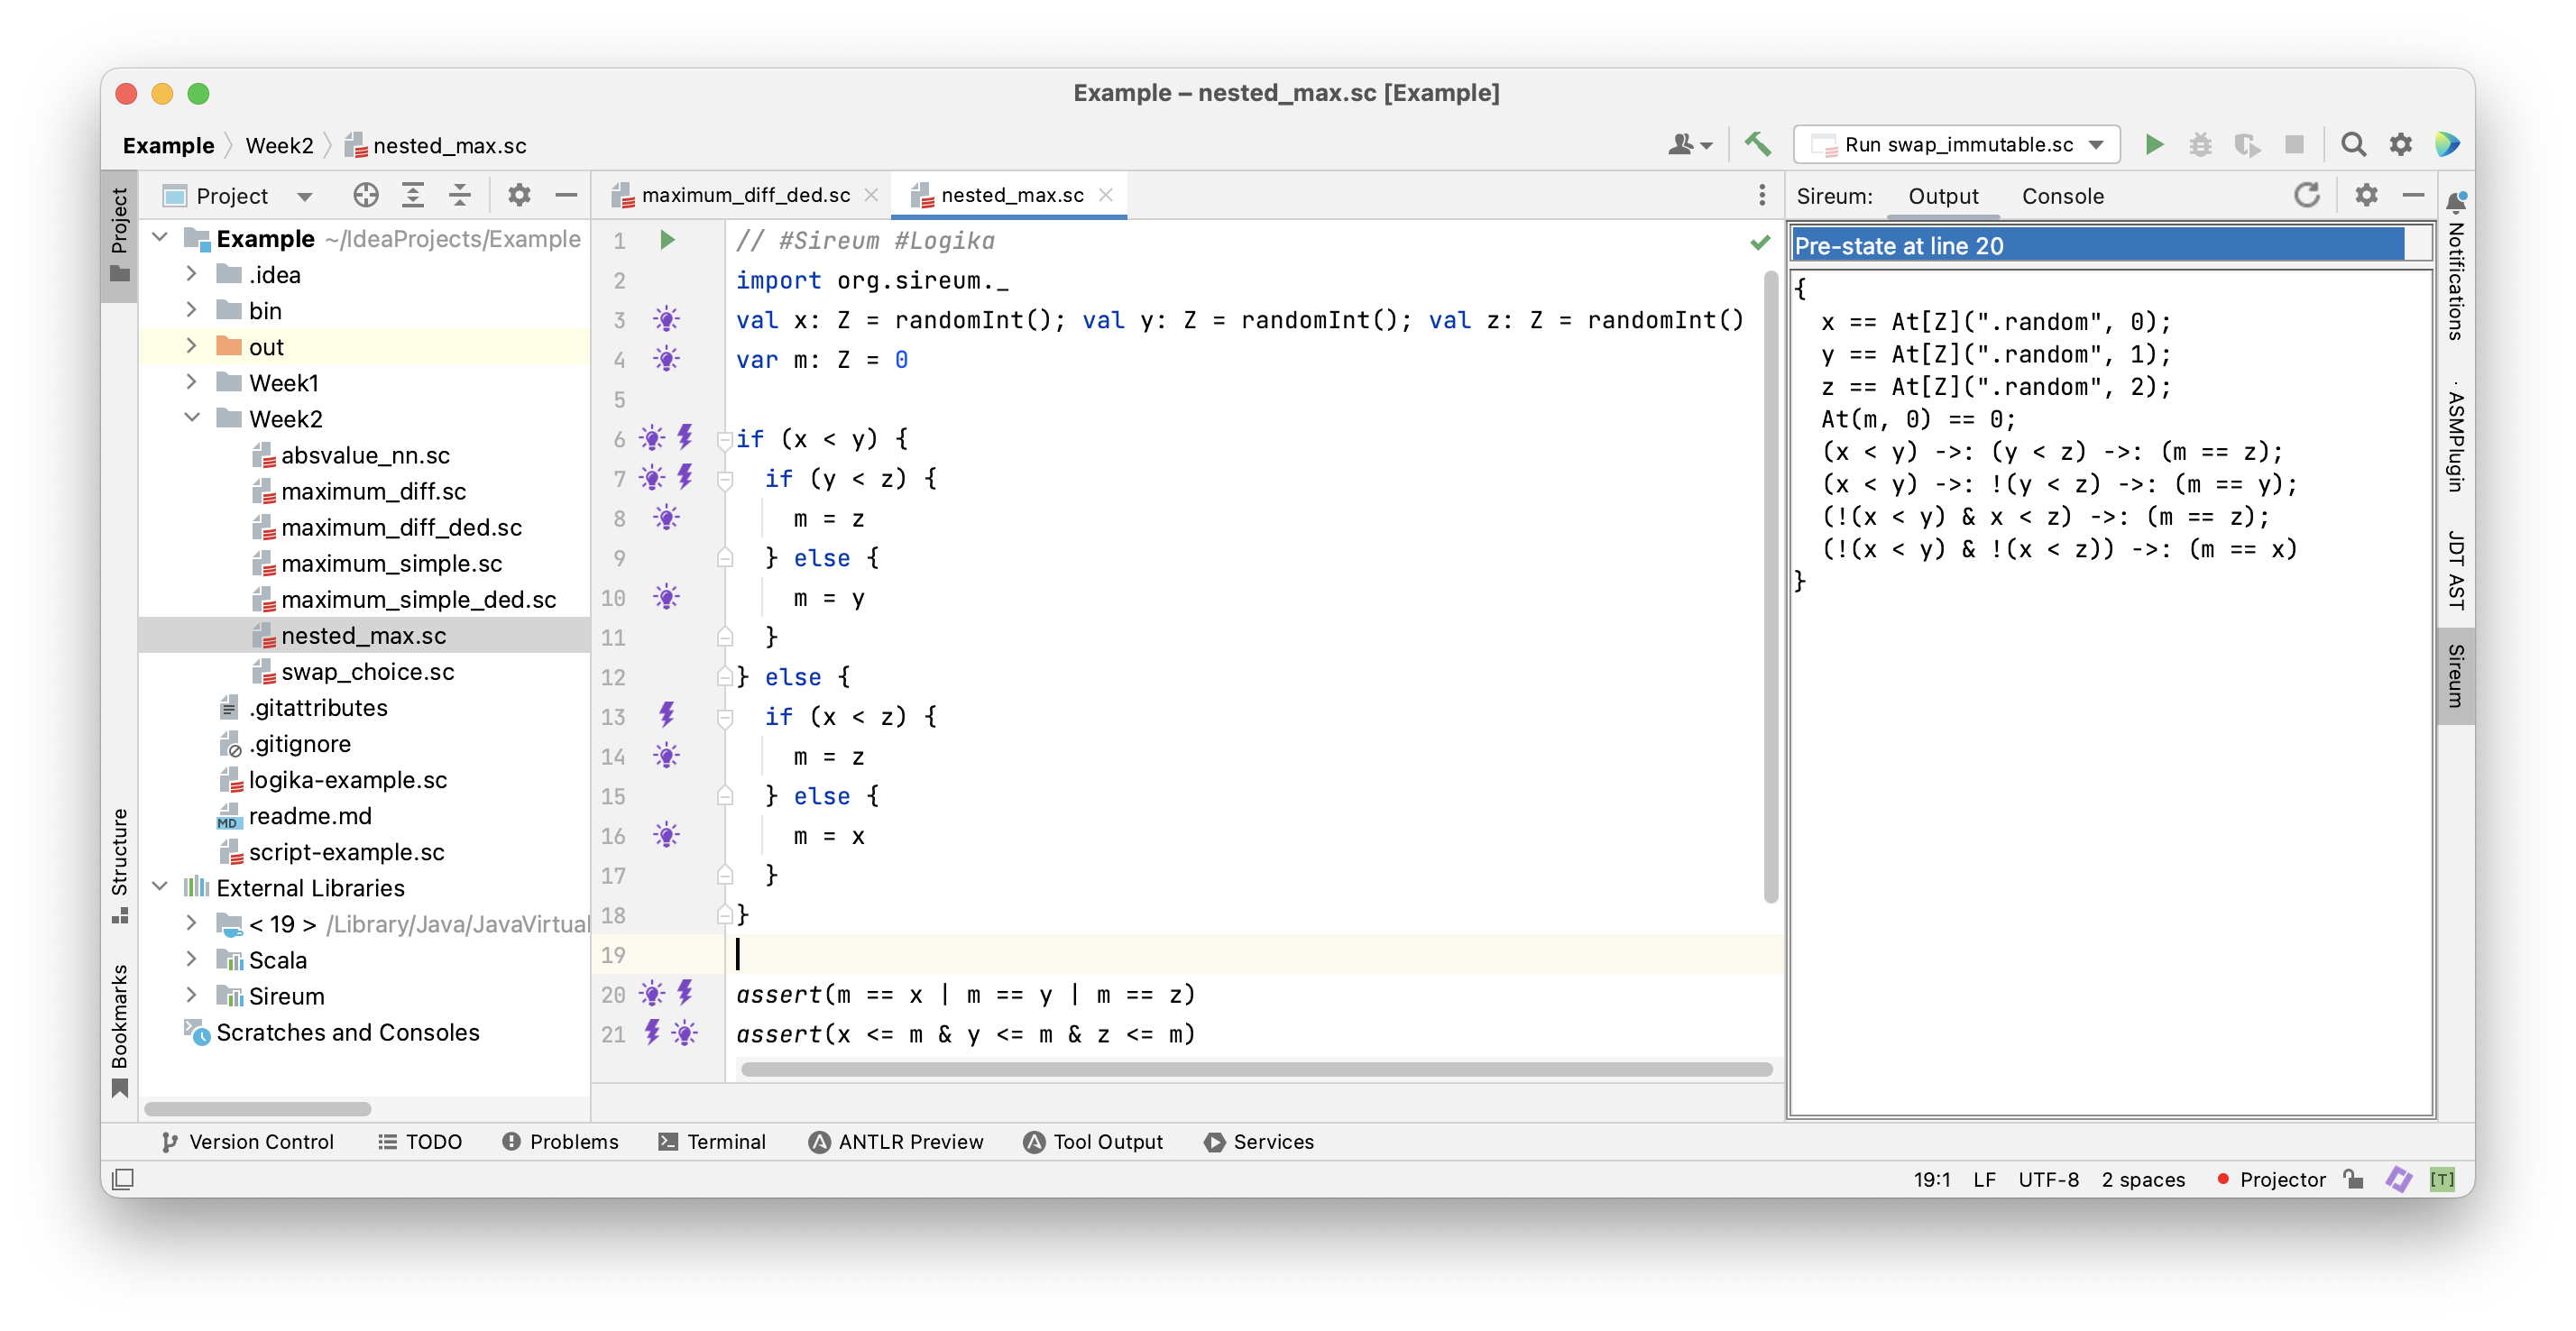 Example – nested_max.sc [Example]
Example Week2 nested_max.sc
Run swap_immutable.sc
Project
Example ~/IdeaProjects/Example
.idea
bin
out
Week1
Week2
absvalue_nn.sc
maximum_diff.sc
maximum_diff_ded.sc
maximum_simple.sc
maximum_simple_ded.sc
nested_max.sc
swap_choice.sc
.gitattributes
.gitignore
logika-example.sc
MD readme.md
script-example.sc
External Libraries
< 19 > /Library/Java/JavaVirtual
Scala
Sireum
Scratches and Consoles
Project
Structure
Bookmarks
maximum_diff_ded.sc nested_max.sc
1 // #Sireum #Logika
2 import org.sireum._
3 val x: Z = randomInt(); val y: Z = randomInt(); val z: Z = randomInt()
4 var m: Z = 0
5
6 if (x < y) {
7 if (y < z) {
8 m = z
9 } else {
10 m = y
11 }
12 } else {
13 if (x < z) {
14 m = z
15 } else {
16 m = x
17 }
18 }
19
20 assert(m == x | m == y | m == z)
21 assert(x <= m & y <= m & z <= m)
Sireum: Output Console
Pre-state at line 20
{
x == At[Z](".random", 0);
y == At[Z](".random", 1);
z == At[Z](".random", 2);
At(m, 0) == 0;
(x < y) ->: (y < z) ->: (m == z);
(x < y) ->: !(y < z) ->: (m == y);
(!(x < y) & x < z) ->: (m == z);
(!(x < y) & !(x < z)) ->: (m == x)
}
Notifications
ASMPlugin
JDT AST
Sireum
Version Control TODO Problems Terminal ANTLR Preview Tool Output Services
19:1 LF UTF-8 2 spaces Projector [T]